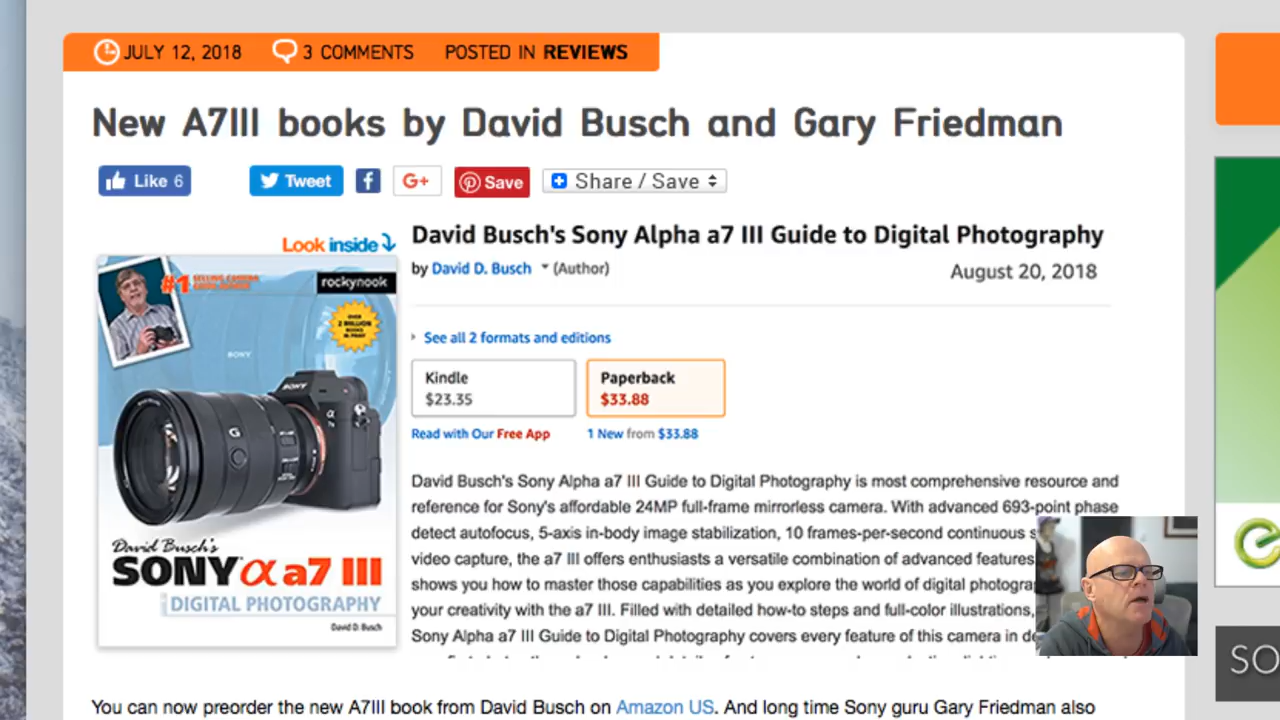 JULY 12, 2018 3 COMMENTS POSTED IN REVIEWS
New A7III books by David Busch and Gary Friedman
Like 6 Tweet f G+ Save Share / Save
Look inside
David Busch's Sony Alpha a7 III Guide to Digital Photography
by David D. Busch (Author) August 20, 2018
#1 SELLING CAMERA
rockynook
OVER
2 MILLION
BOOKS
IN PRINT
SONY
SONY
G
See all 2 formats and editions
Kindle
$23.35
Paperback
$33.88
Read with Our Free App 1 New from $33.88
David Busch's Sony Alpha a7 III Guide to Digital Photography is most comprehensive resource and
reference for Sony's affordable 24MP full-frame mirrorless camera. With advanced 693-point phase
detect autofocus, 5-axis in-body image stabilization, 10 frames-per-second continuous
video capture, the a7 III offers enthusiasts a versatile combination of advanced features
shows you how to master those capabilities as you explore the world of digital photogra
your creativity with the a7 III. Filled with detailed how-to steps and full-color illustrations,
Sony Alpha a7 III Guide to Digital Photography covers every feature of this camera in de
David Busch's
SONY α a7 III
DIGITAL PHOTOGRAPHY
David D. Busch
You can now preorder the new A7III book from David Busch on Amazon US. And long time Sony guru Gary Friedman also
SO